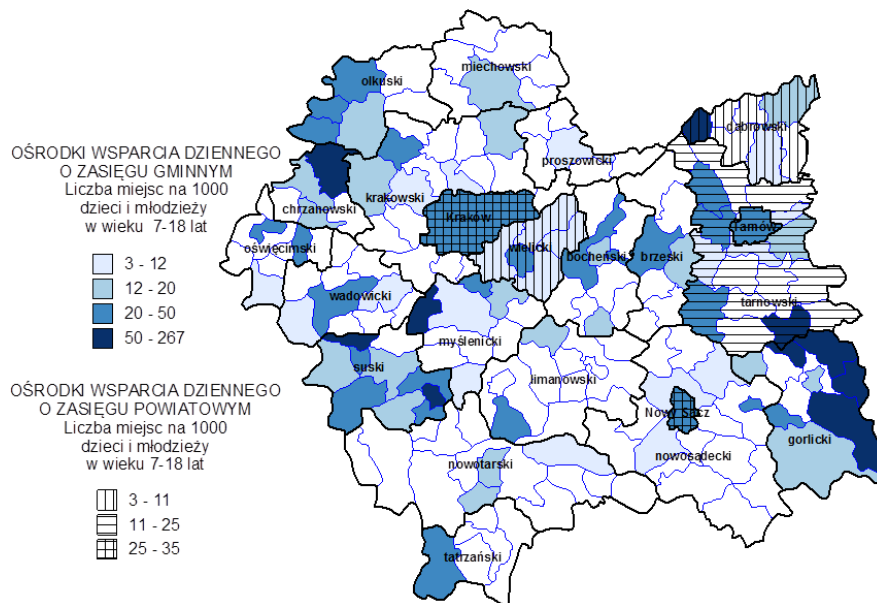 OŚRODKI WSPARCIA DZIENNEGO
O ZASIĘGU GMINNYM
Liczba miejsc na 1000
dzieci i młodzieży
w wieku 7-18 lat
3 - 12
12 - 20
20 - 50
50 - 267
OŚRODKI WSPARCIA DZIENNEGO
O ZASIĘGU POWIATOWYM
Liczba miejsc na 1000
dzieci i młodzieży
w wieku 7-18 lat
3 - 11
11 - 25
25 - 35
olkuski
miechowski
dąbrowski
proszowicki
chrzanowski
krakowski
Kraków
Tarnów
oświęcimski
wielicki
bocheński
brzeski
wadowicki
tarnowski
myślenicki
suski
limanowski
Nowy Sącz
gorlicki
nowotarski
nowosądecki
tatrzański